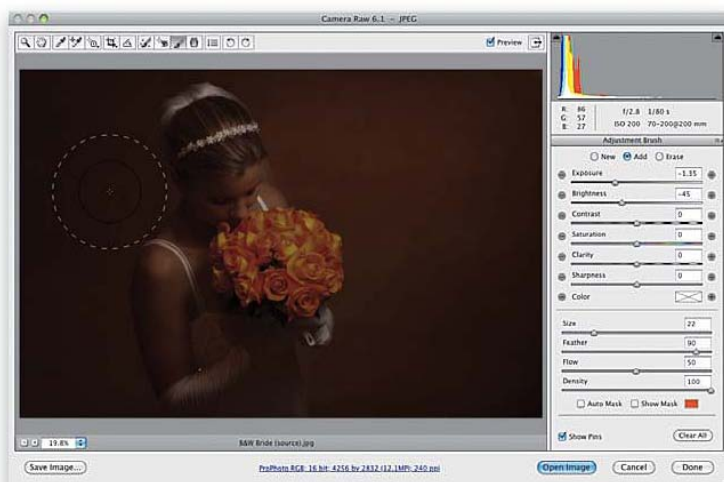 Camera Raw 6.1 – JPEG
Preview
R: 86
G: 57
B: 27
f/2.8 1/80 s
ISO 200 70-200@200 mm
Adjustment Brush
New Add Erase
Exposure -1.35
Brightness -45
Contrast 0
Saturation 0
Clarity 0
Sharpness 0
Color
Size 22
Feather 90
Flow 50
Density 100
Auto Mask Show Mask
Show Pins Clear All
19.8% B&W Bride (source).jpg
Save Image... ProPhoto RGB; 16 bit; 4256 by 2832 (12.1MP); 240 ppi Open Image Cancel Done